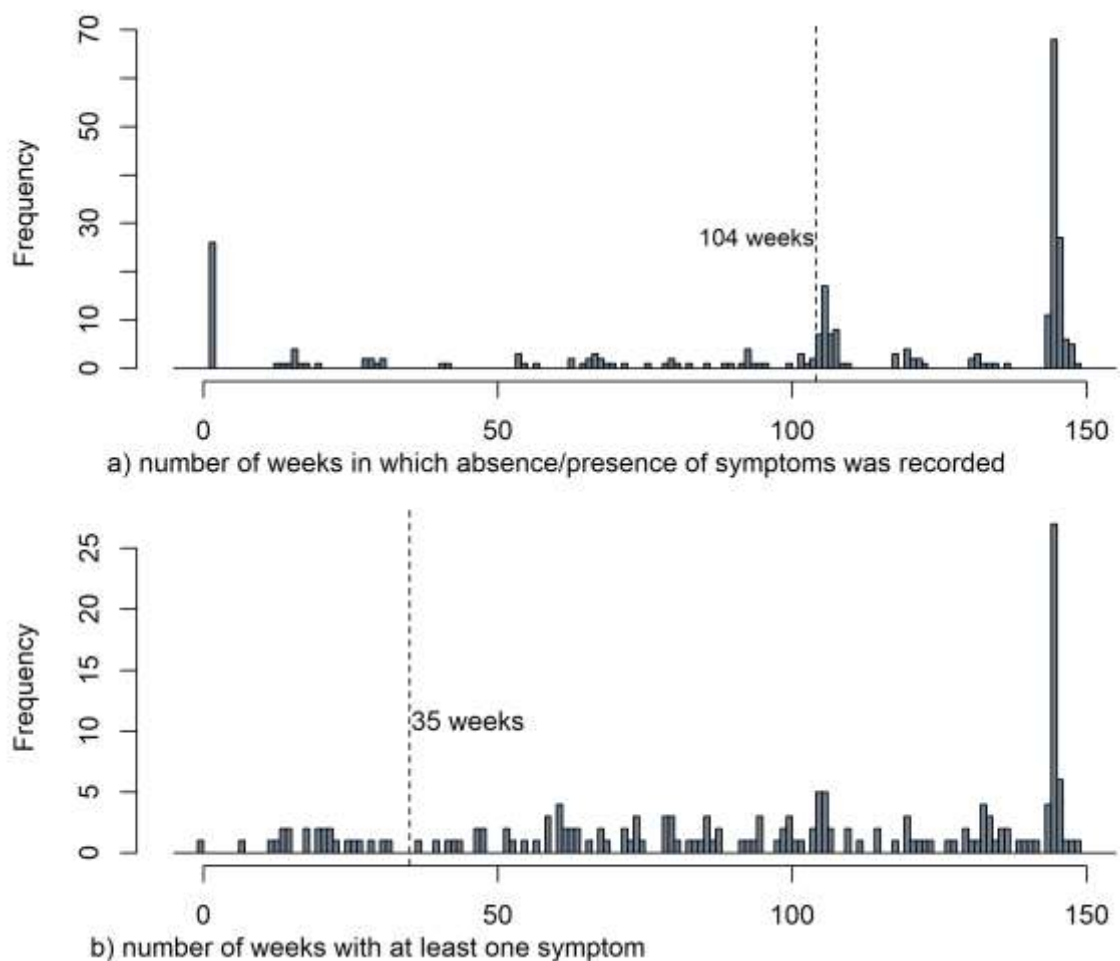 70
50
30
10
0
Frequency
104 weeks
0 50 100 150
a) number of weeks in which absence/presence of symptoms was recorded
25
20
15
10
5
0
Frequency
35 weeks
0 50 100 150
b) number of weeks with at least one symptom